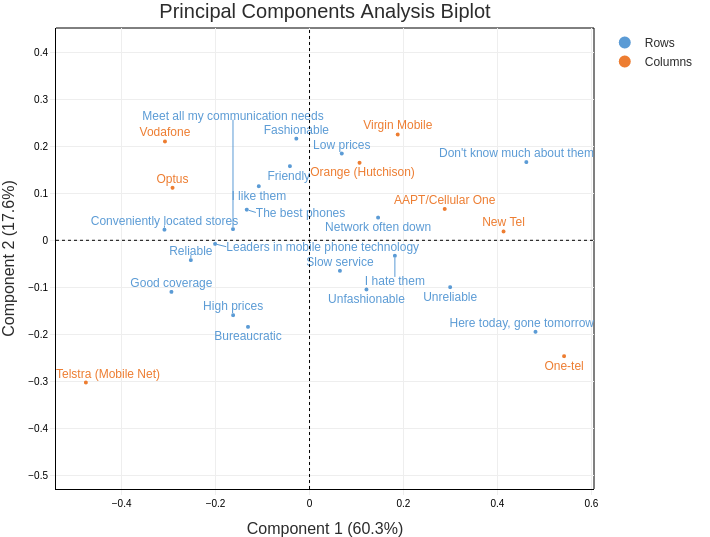 Principal Components Analysis Biplot
Rows
Columns
Component 2 (17.6%)
0.4
0.3
0.2
0.1
0
−0.1
−0.2
−0.3
−0.4
−0.5
Meet all my communication needs
Vodafone
Fashionable
Virgin Mobile
Low prices
Don't know much about them
Optus
Friendly
Orange (Hutchison)
I like them
AAPT/Cellular One
The best phones
Conveniently located stores
Network often down
New Tel
Reliable
Leaders in mobile phone technology
Slow service
Good coverage
I hate them
Unfashionable
Unreliable
High prices
Bureaucratic
Here today, gone tomorrow
One-tel
Telstra (Mobile Net)
−0.4
−0.2
0
0.2
0.4
0.6
Component 1 (60.3%)